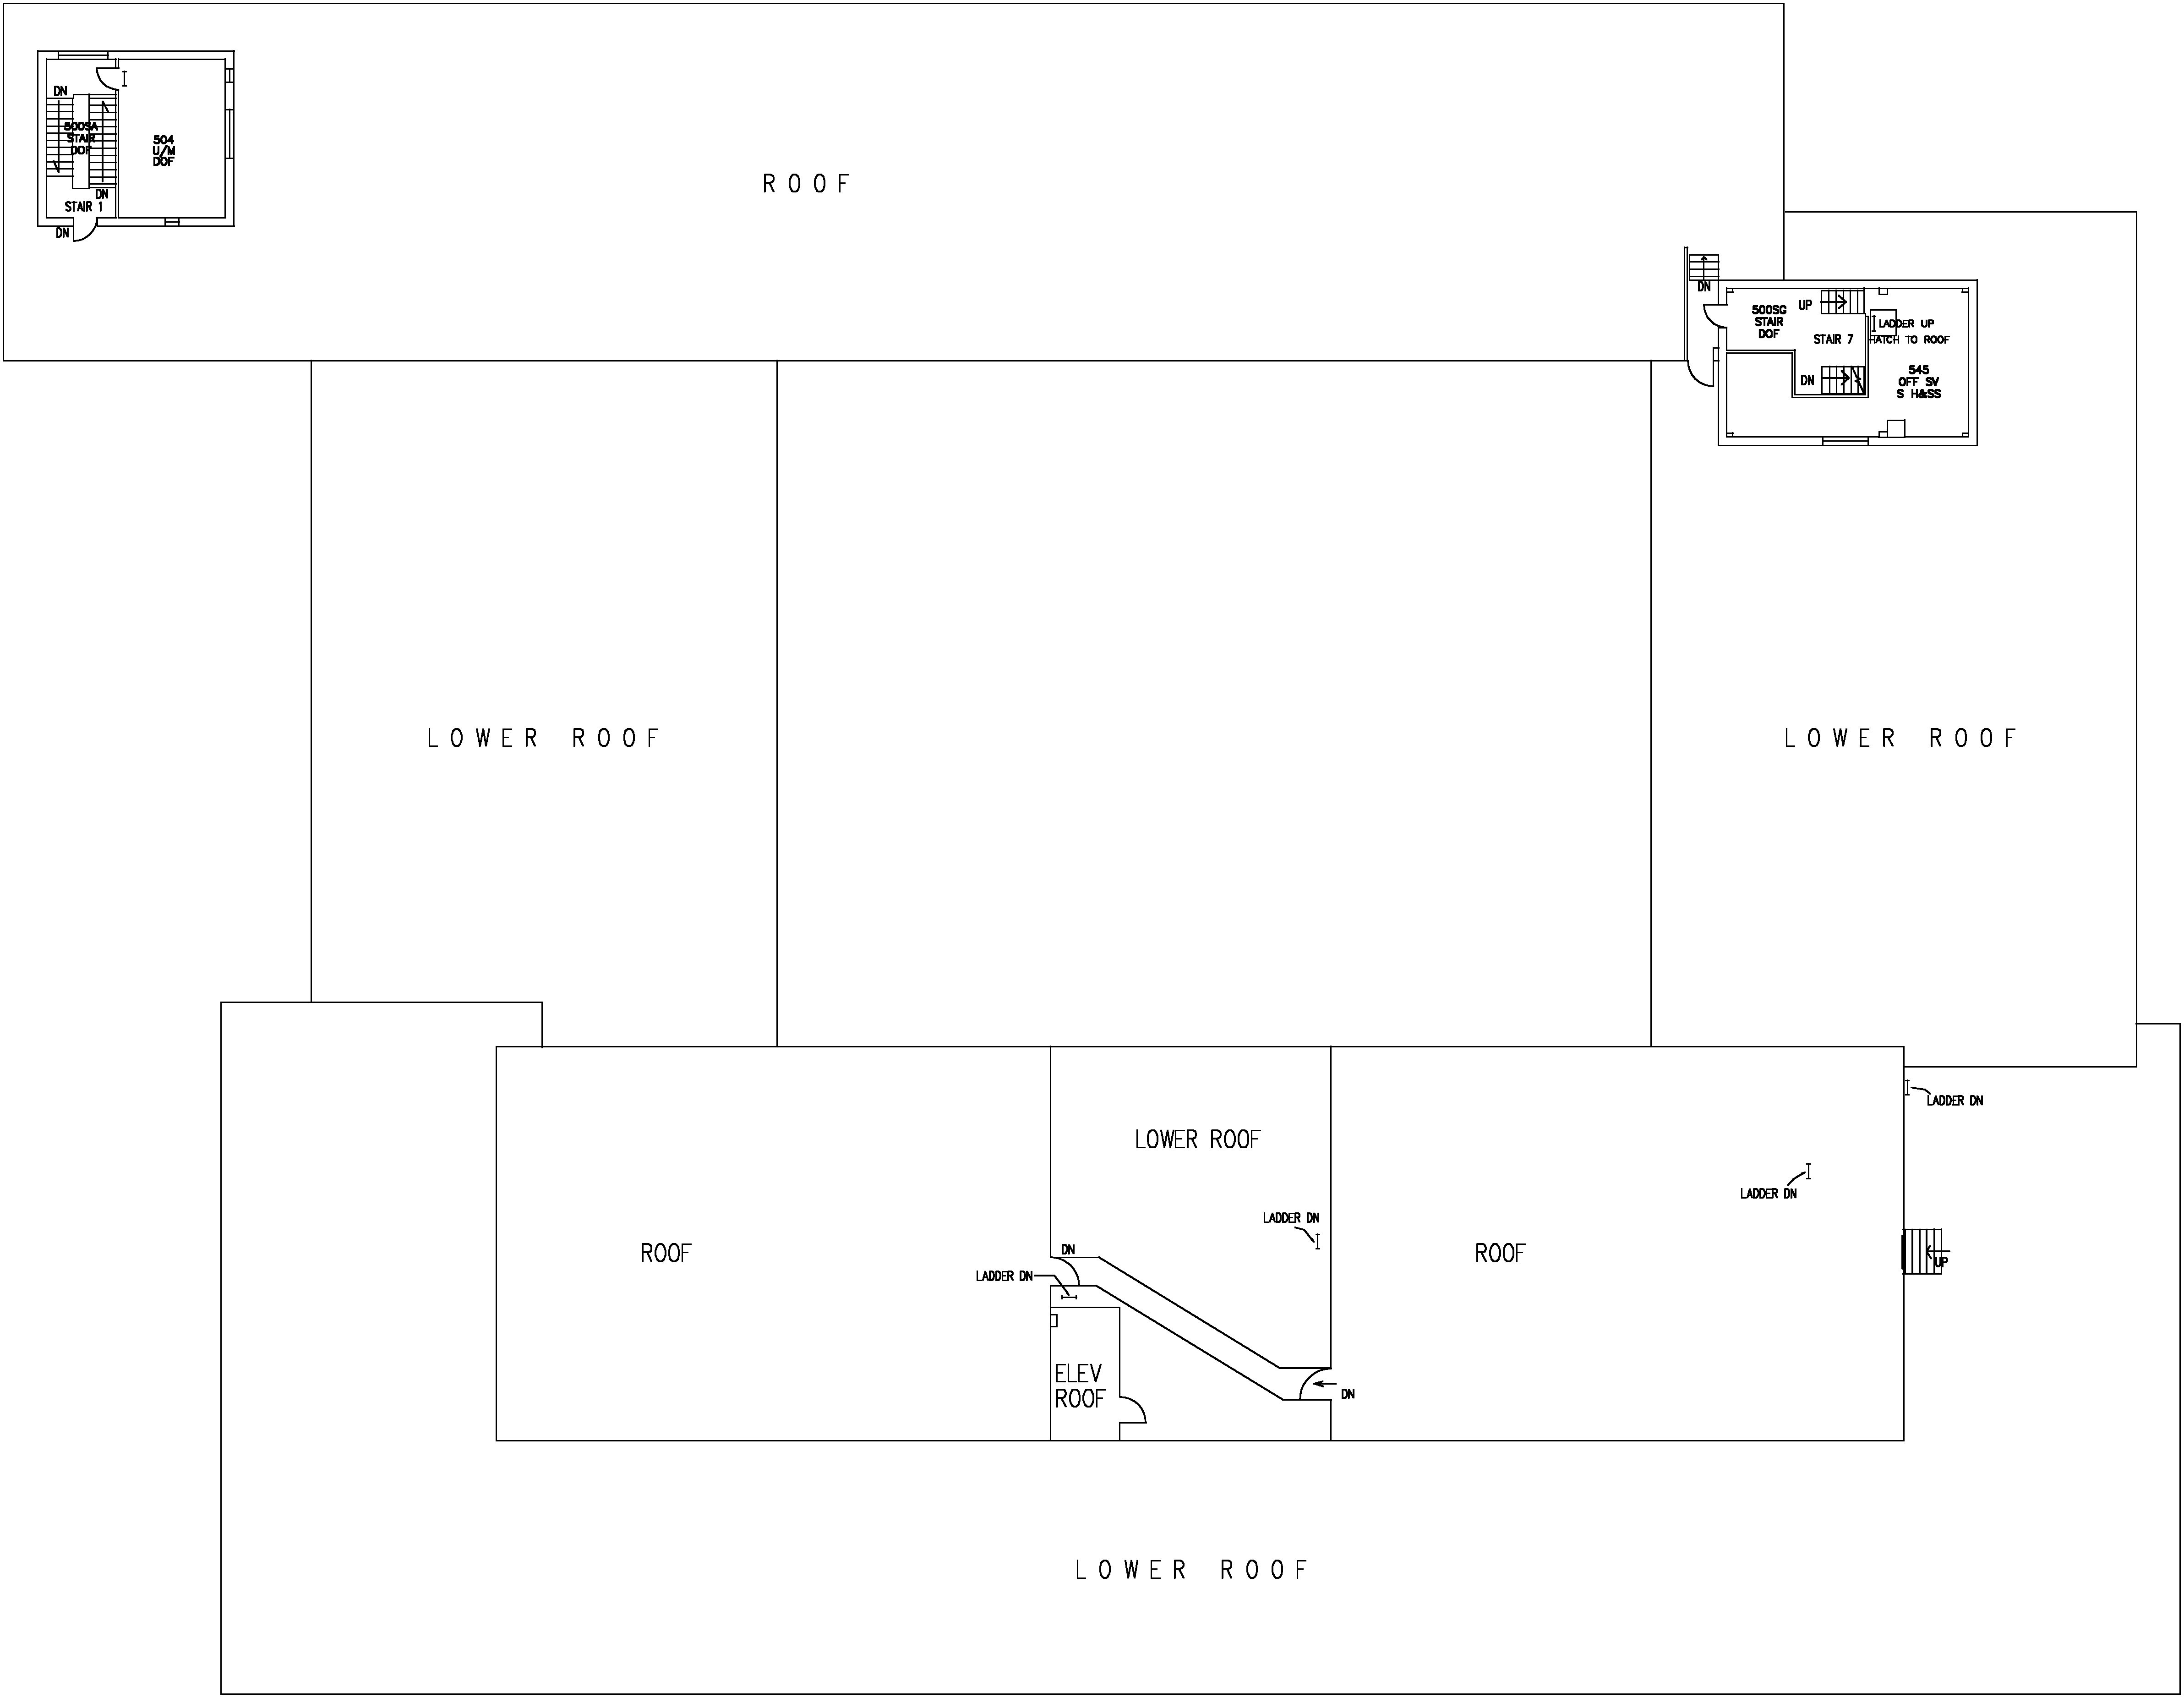 DN
500SA
STAIR
DOF
504
U/M
DOF
DN
STAIR 1
DN
ROOF
DN
500SG
STAIR
DOF
UP
STAIR 7
LADDER UP
HATCH TO ROOF
DN
545
OFF SV
S H&SS
LOWER ROOF
LOWER ROOF
LADDER DN
LOWER ROOF
LADDER DN
LADDER DN
ROOF
DN
ROOF
UP
LADDER DN
ELEV
ROOF
DN
LOWER ROOF